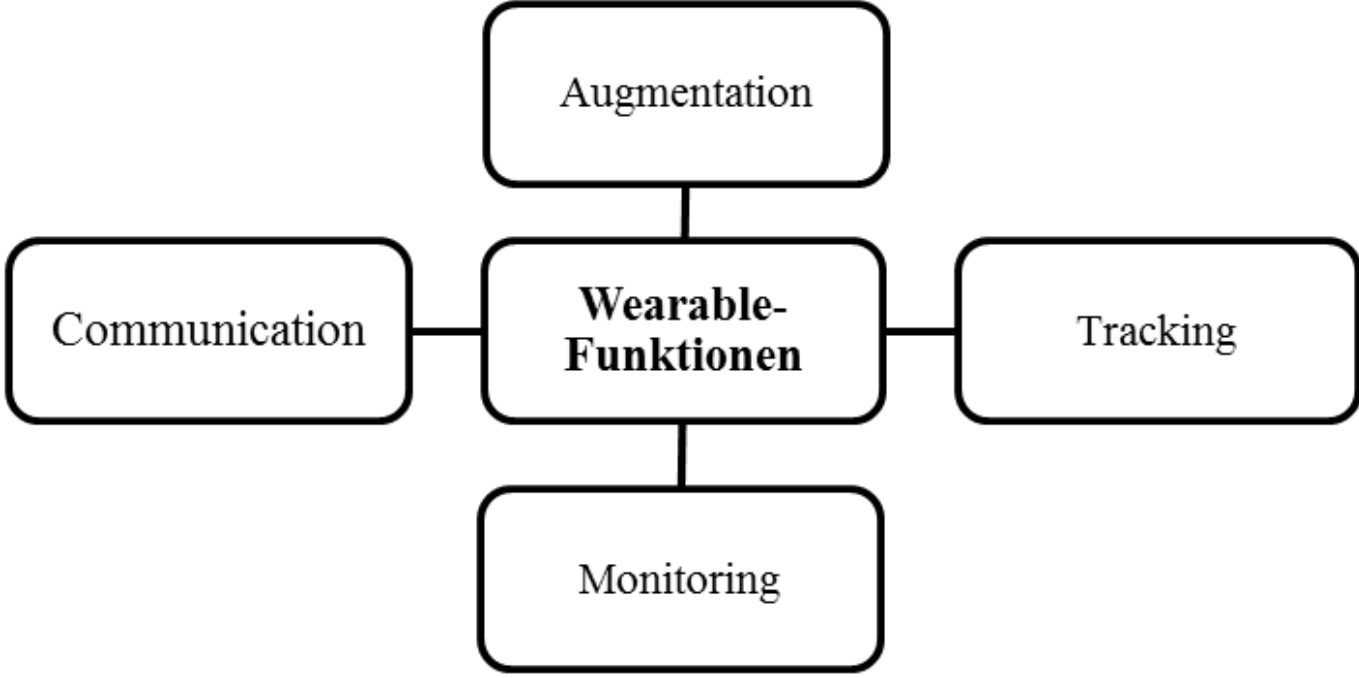 Augmentation
Communication
Wearable-
Funktionen
Tracking
Monitoring